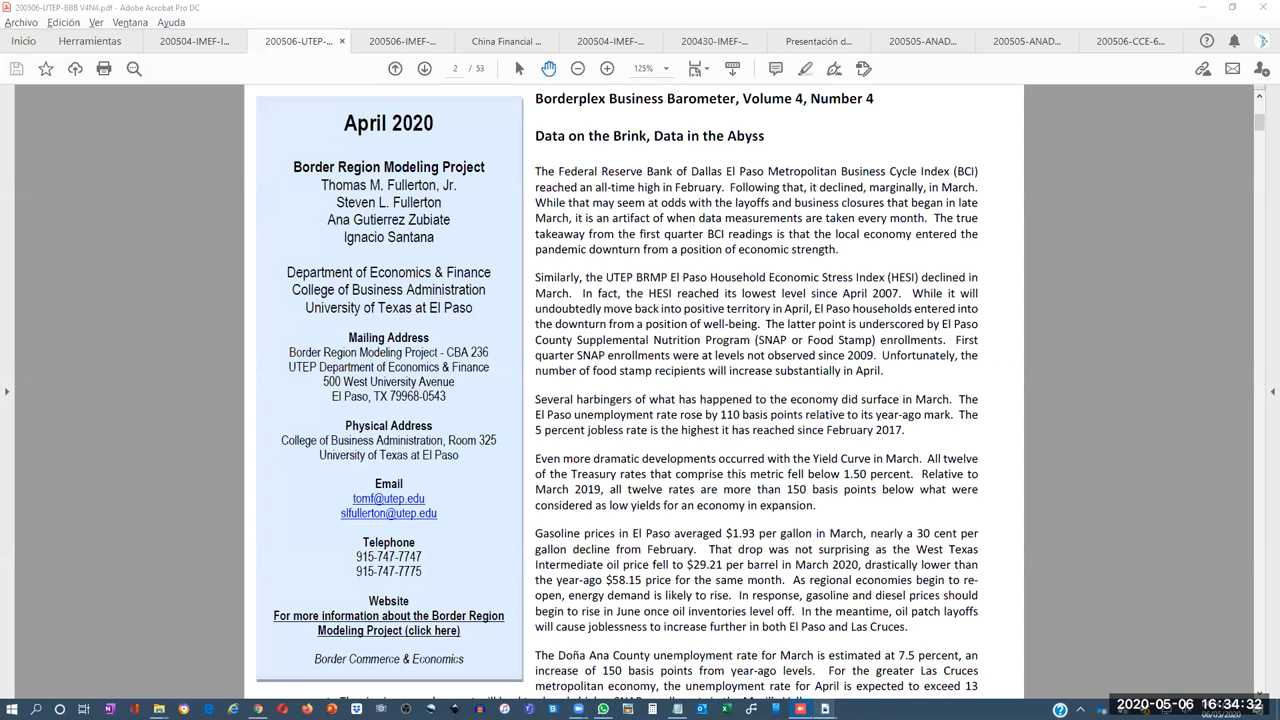 200506-UTEP-BBB V4N4.pdf - Adobe Acrobat Pro DC
Archivo Edición Ver Ventana Ayuda
Inicio Herramientas 200504-IMEF-I... 200506-UTEP-... × 200506-IMEF-... China Financial ... 200504-IMEF-... 200430-IMEF-... Presentación d... 200505-ANAD... 200505-ANAD... 200506-CCE-6...
2 / 53 125%
April 2020
Border Region Modeling Project
Thomas M. Fullerton, Jr.
Steven L. Fullerton
Ana Gutierrez Zubiate
Ignacio Santana
Department of Economics & Finance
College of Business Administration
University of Texas at El Paso
Mailing Address
Border Region Modeling Project - CBA 236
UTEP Department of Economics & Finance
500 West University Avenue
El Paso, TX 79968-0543
Physical Address
College of Business Administration, Room 325
University of Texas at El Paso
Email
tomf@utep.edu
slfullerton@utep.edu
Telephone
915-747-7747
915-747-7775
Website
For more information about the Border Region
Modeling Project (click here)
Border Commerce & Economics
Borderplex Business Barometer, Volume 4, Number 4
Data on the Brink, Data in the Abyss
The Federal Reserve Bank of Dallas El Paso Metropolitan Business Cycle Index (BCI)
reached an all-time high in February. Following that, it declined, marginally, in March.
While that may seem at odds with the layoffs and business closures that began in late
March, it is an artifact of when data measurements are taken every month. The true
takeaway from the first quarter BCI readings is that the local economy entered the
pandemic downturn from a position of economic strength.
Similarly, the UTEP BRMP El Paso Household Economic Stress Index (HESI) declined in
March. In fact, the HESI reached its lowest level since April 2007. While it will
undoubtedly move back into positive territory in April, El Paso households entered into
the downturn from a position of well-being. The latter point is underscored by El Paso
County Supplemental Nutrition Program (SNAP or Food Stamp) enrollments. First
quarter SNAP enrollments were at levels not observed since 2009. Unfortunately, the
number of food stamp recipients will increase substantially in April.
Several harbingers of what has happened to the economy did surface in March. The
El Paso unemployment rate rose by 110 basis points relative to its year-ago mark. The
5 percent jobless rate is the highest it has reached since February 2017.
Even more dramatic developments occurred with the Yield Curve in March. All twelve
of the Treasury rates that comprise this metric fell below 1.50 percent. Relative to
March 2019, all twelve rates are more than 150 basis points below what were
considered as low yields for an economy in expansion.
Gasoline prices in El Paso averaged $1.93 per gallon in March, nearly a 30 cent per
gallon decline from February. That drop was not surprising as the West Texas
Intermediate oil price fell to $29.21 per barrel in March 2020, drastically lower than
the year-ago $58.15 price for the same month. As regional economies begin to re-
open, energy demand is likely to rise. In response, gasoline and diesel prices should
begin to rise in June once oil inventories level off. In the meantime, oil patch layoffs
will cause joblessness to increase further in both El Paso and Las Cruces.
The Doña Ana County unemployment rate for March is estimated at 7.5 percent, an
increase of 150 basis points from year-ago levels. For the greater Las Cruces
metropolitan economy, the unemployment rate for April is expected to exceed 13
2020-05-06 16:34:32
06/05/2020